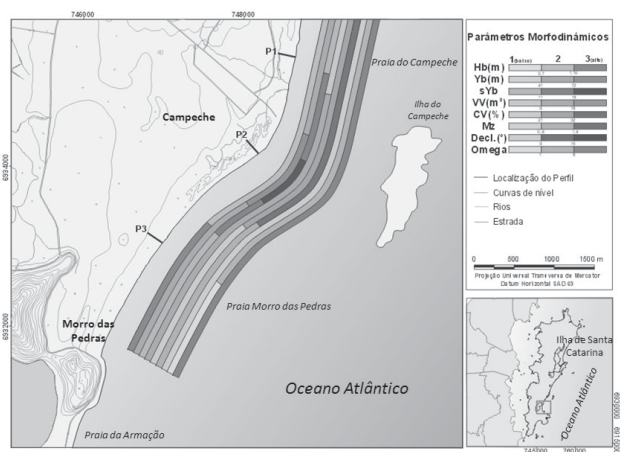 746000
748000
P1
Praia do Campeche
Ilha do
Campeche
Campeche
P2
6934000
P3
Praia Morro das Pedras
6932000
Morro das
Pedras
Oceano Atlântico
Praia da Armação
Parâmetros Morfodinámicos
1(baixo) 2 3(alto)
Hb(m)
Yb(m)
sYb
VV(m³)
CV(%)
Mz
Decl.(°)
Omega
Localização do Perfil
Curvas de nível
Rios
Estrada
0 500 1000 1500 m
Projeção Universal Transversa de Mercator
Datum Horizontal SAD 69
Ilha de Santa
Catarina
Oceano Atlântico